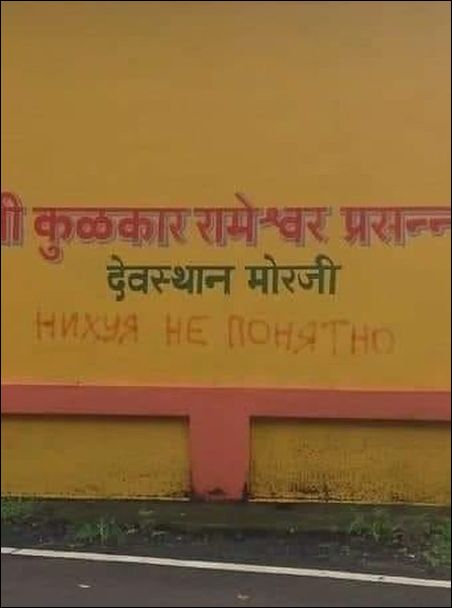 कुळकार रामेश्वर प्रसन्न
देवस्थान मोरजी
НИХУЯ НЕ ПОНЯТНО